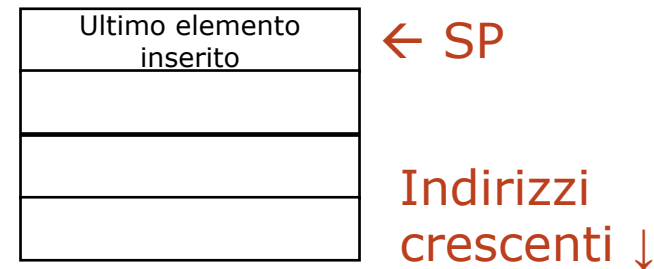 Ultimo elemento
inserito
← SP
Indirizzi
crescenti ↓